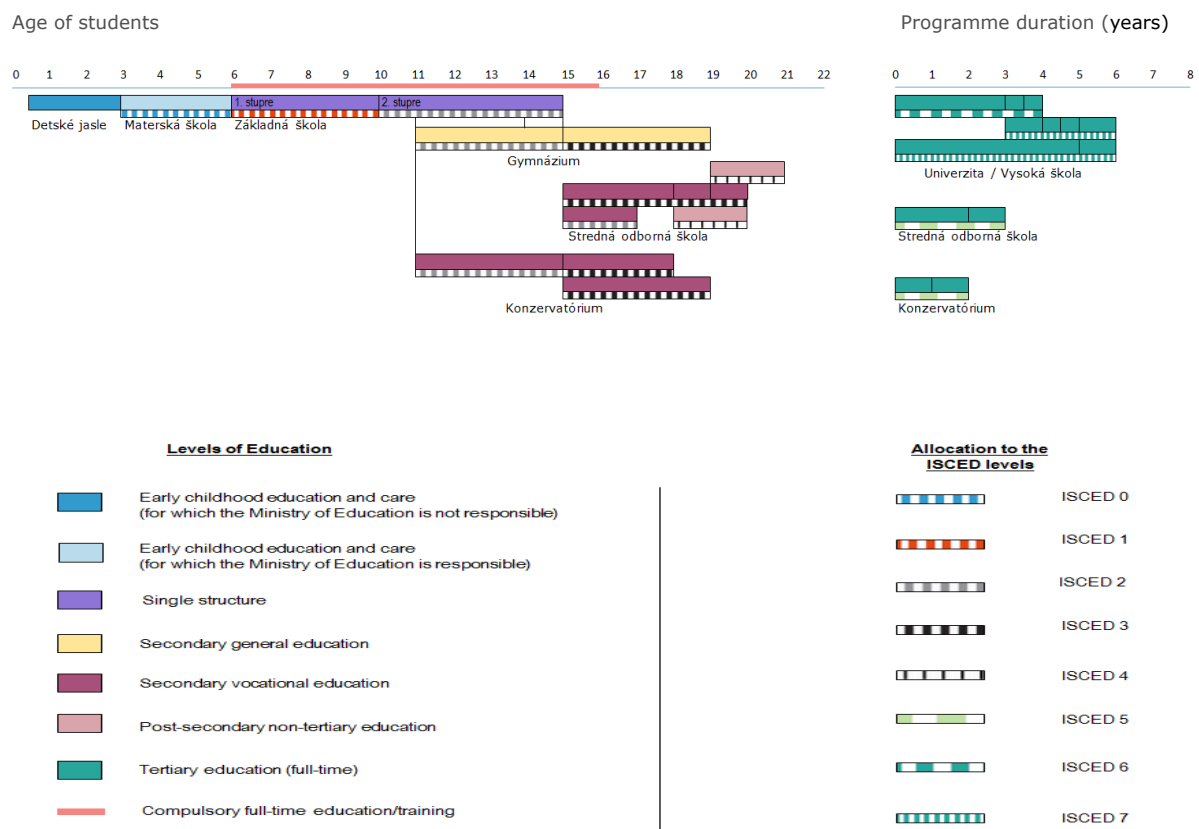 Age of students
Programme duration (years)
0 1 2 3 4 5 6 7 8 9 10 11 12 13 14 15 16 17 18 19 20 21 22
0 1 2 3 4 5 6 7 8
1. stupre
2. stupre
Detské jasle
Materská škola
Základná škola
Gymnázium
Univerzita / Vysoká škola
Stredná odborná škola
Stredná odborná škola
Konzervatórium
Konzervatórium
Levels of Education
Early childhood education and care
(for which the Ministry of Education is not responsible)
Early childhood education and care
(for which the Ministry of Education is responsible)
Single structure
Secondary general education
Secondary vocational education
Post-secondary non-tertiary education
Tertiary education (full-time)
Compulsory full-time education/training
Allocation to the
ISCED levels
ISCED 0
ISCED 1
ISCED 2
ISCED 3
ISCED 4
ISCED 5
ISCED 6
ISCED 7